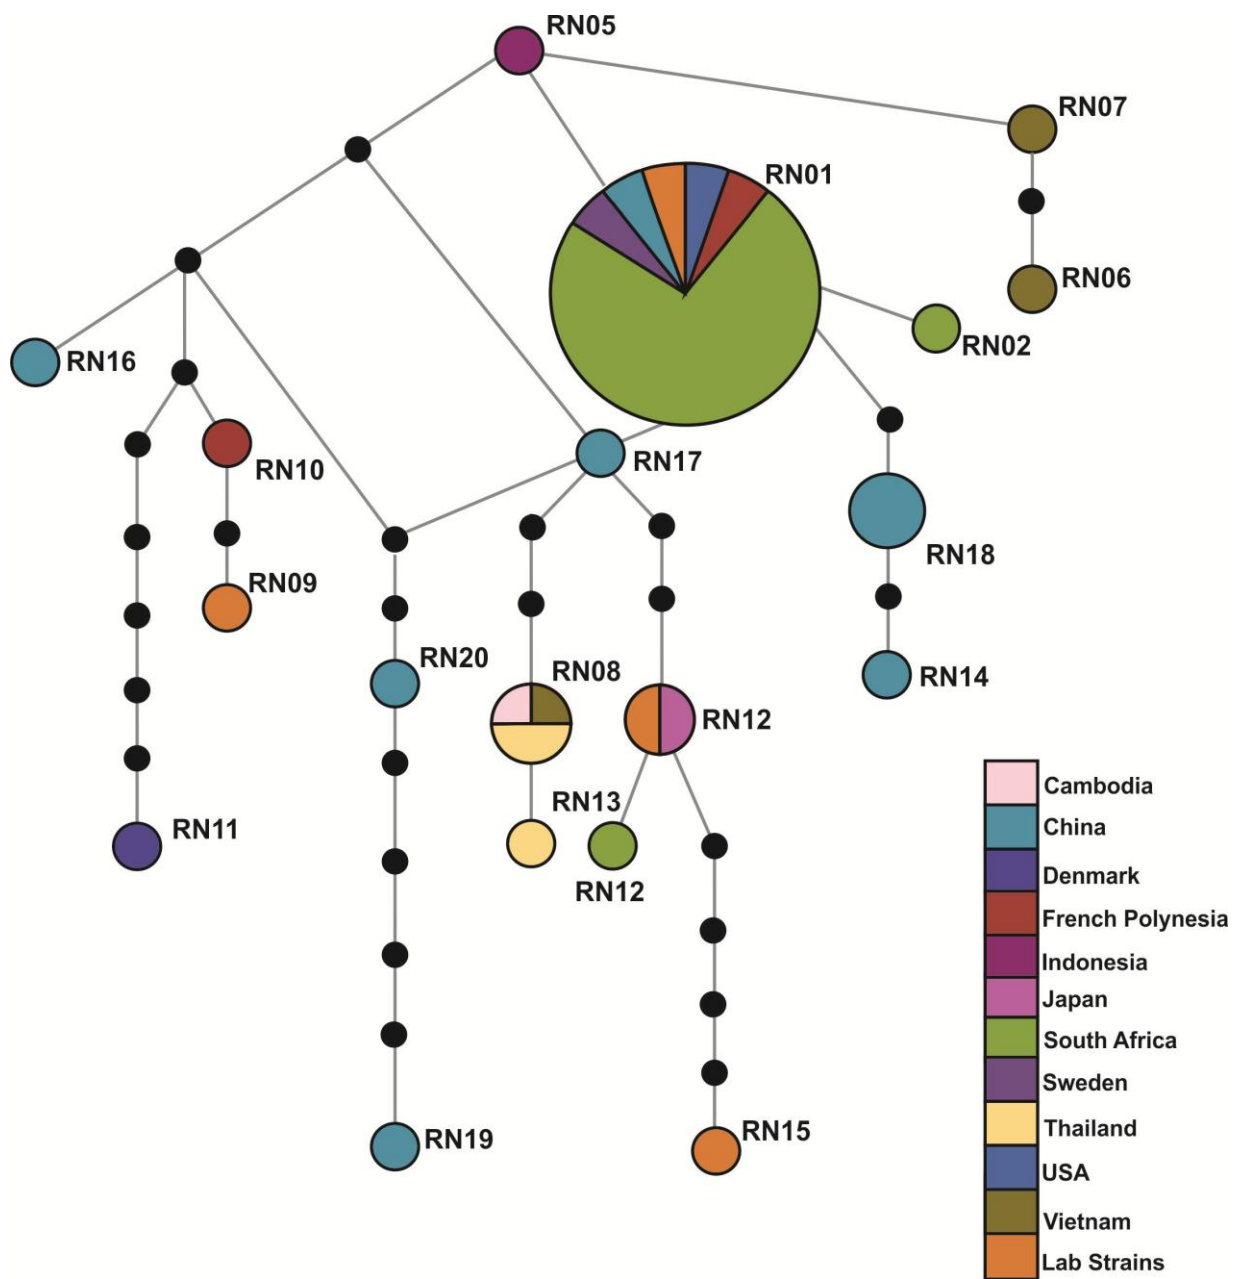 RN05
RN07
RN01
RN06
RN02
RN16
RN17
RN10
RN18
RN09
RN20
RN08
RN14
RN12
RN13
RN11
RN12
RN15
RN19
Cambodia
China
Denmark
French Polynesia
Indonesia
Japan
South Africa
Sweden
Thailand
USA
Vietnam
Lab Strains